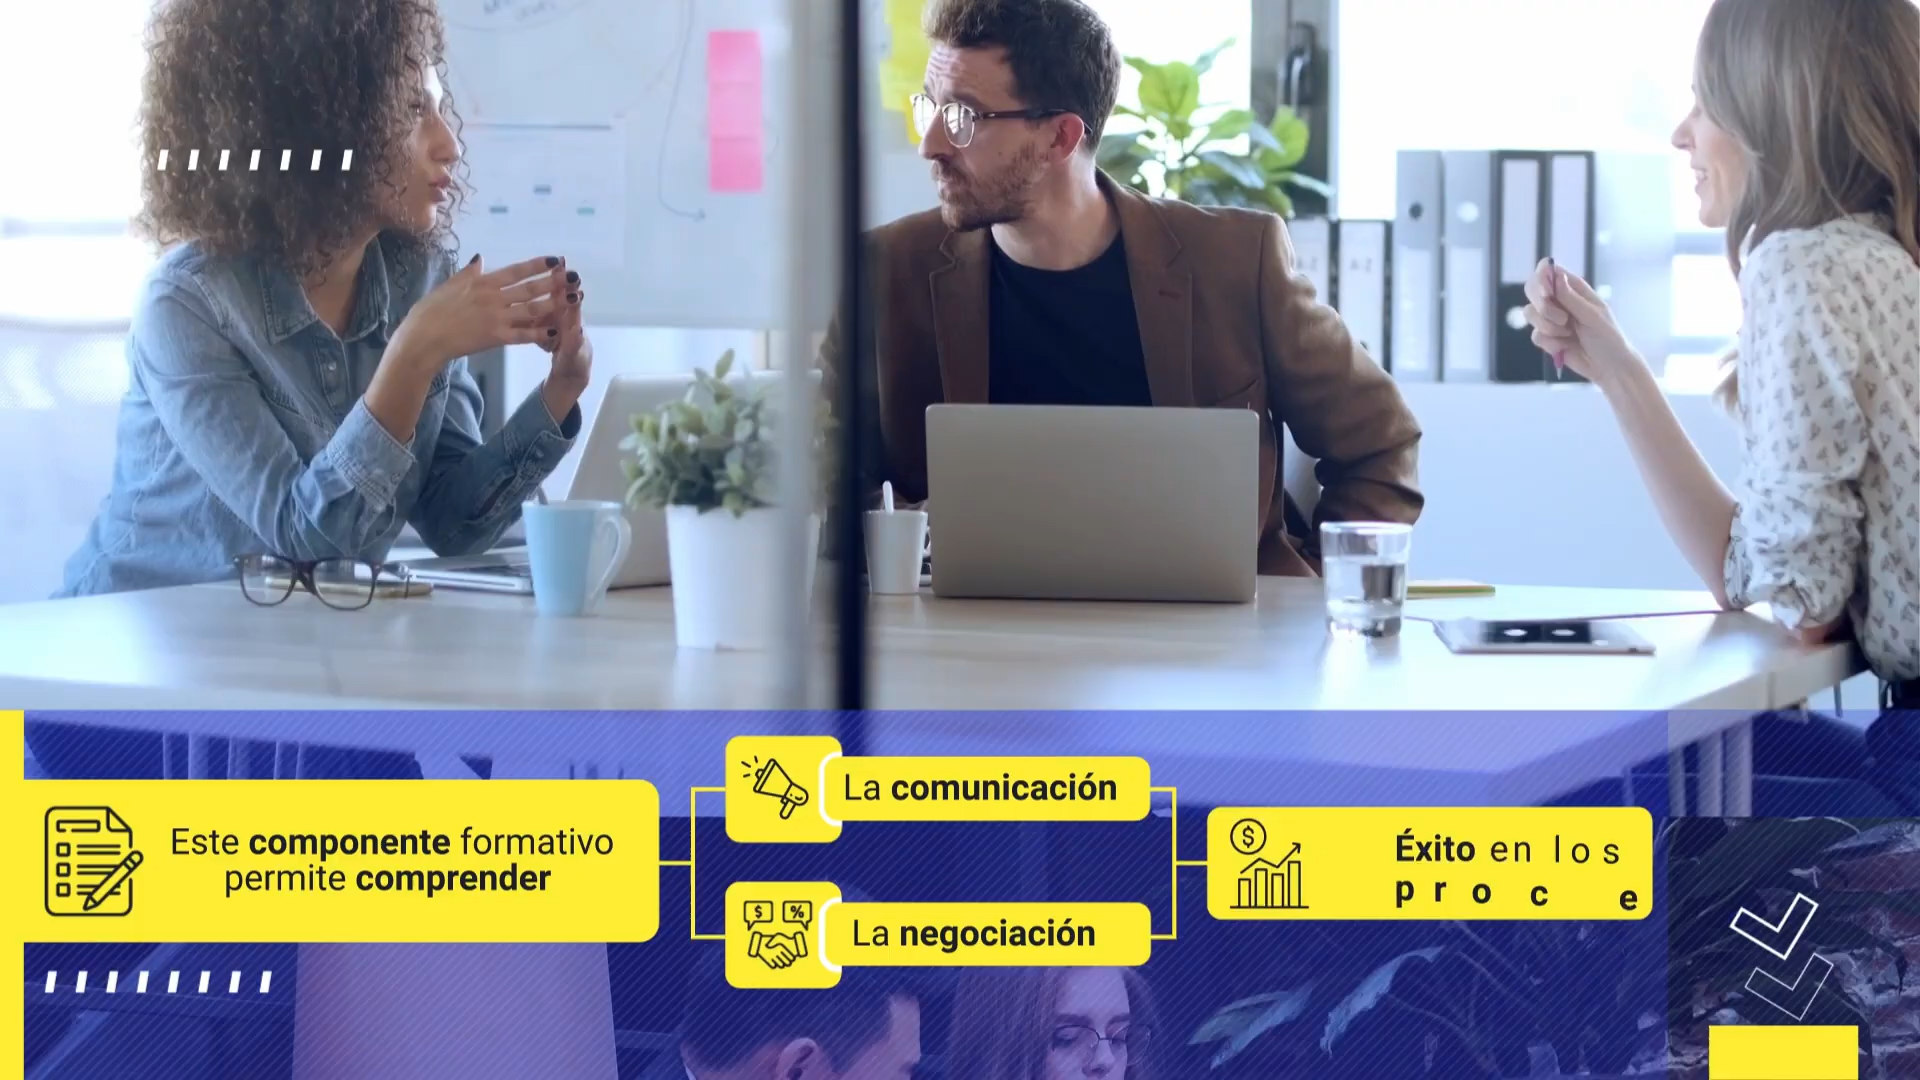 Este componente formativo
permite comprender
La comunicación
La negociación
Éxito en los
p r o c e